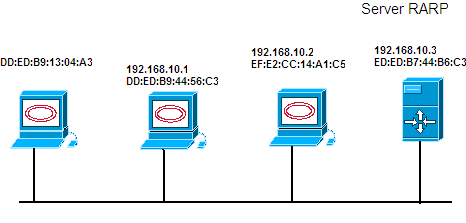 Server RARP
DD:ED:B9:13:04:A3
192.168.10.1
DD:ED:B9:44:56:C3
192.168.10.2
EF:E2:CC:14:A1:C5
192.168.10.3
ED:ED:B7:44:B6:C3